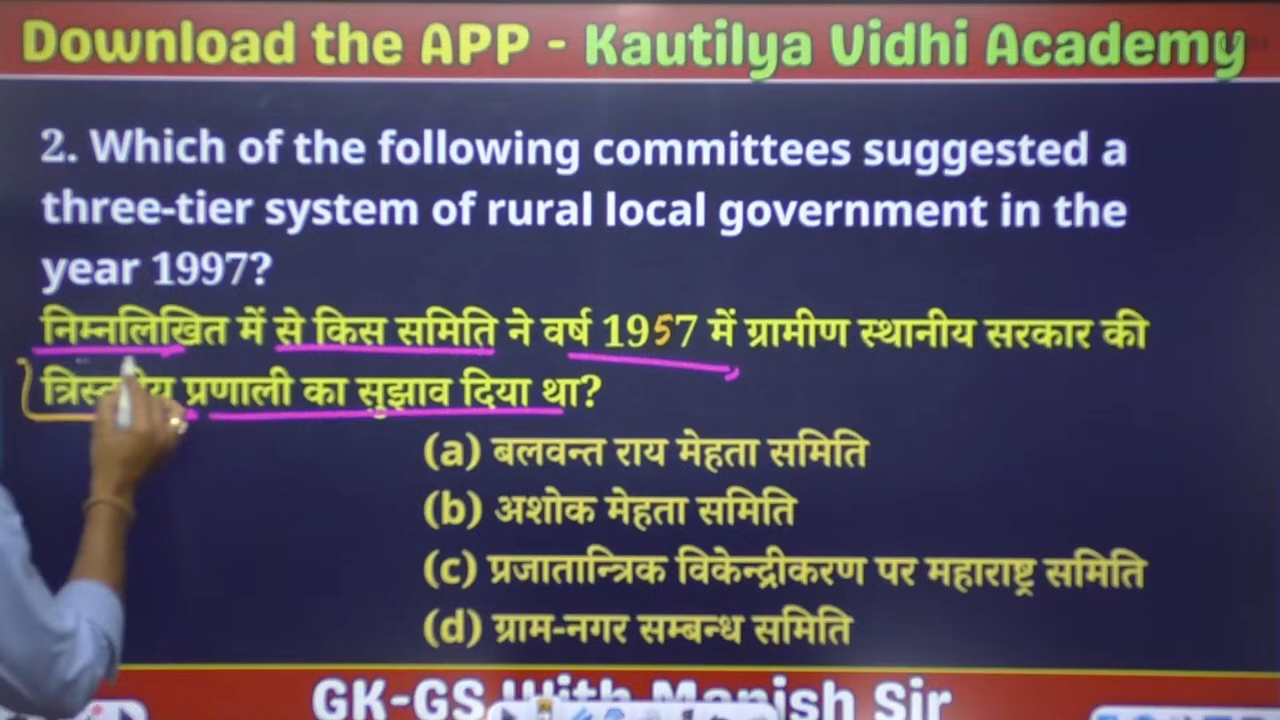 Download the APP - Kautilya Vidhi Academy
2. Which of the following committees suggested a
three-tier system of rural local government in the
year 1997?
निम्नलिखित में से किस समिति ने वर्ष 1957 में ग्रामीण स्थानीय सरकार की
प्रणाली का सुझाव दिया था?
(a) बलवन्त राय मेहता समिति
(b) अशोक मेहता समिति
(c) प्रजातान्त्रिक विकेन्द्रीकरण पर महाराष्ट्र समिति
(d) ग्राम-नगर सम्बन्ध समिति
GK-GS With Manish Sir